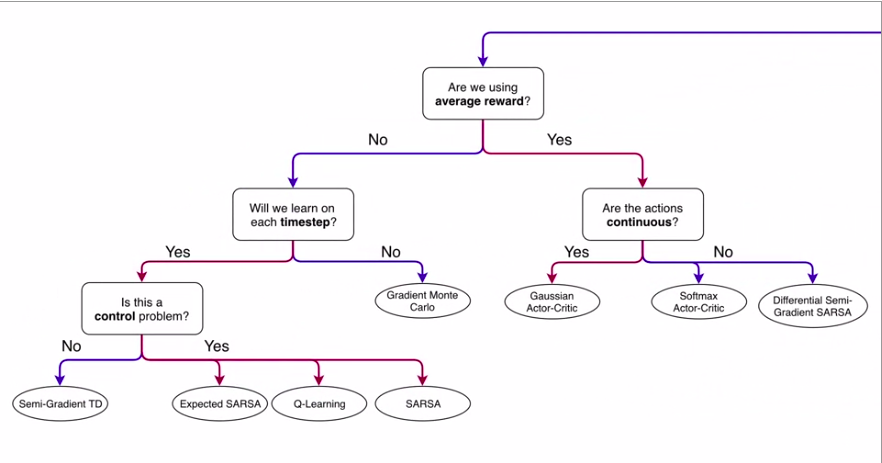 Are we using
average reward?
No
Yes
Will we learn on
each timestep?
Are the actions
continuous?
Yes
No
Yes
No
Is this a
control problem?
Gradient Monte
Carlo
Gaussian
Actor-Critic
Softmax
Actor-Critic
Differential Semi-
Gradient SARSA
No
Yes
Semi-Gradient TD
Expected SARSA
Q-Learning
SARSA